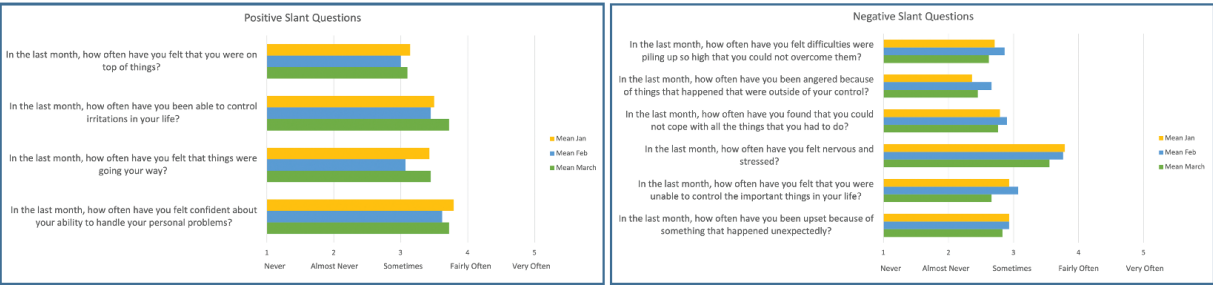 Positive Slant Questions
In the last month, how often have you felt that you were on
top of things?
In the last month, how often have you been able to control
irritations in your life?
In the last month, how often have you felt that things were
going your way?
In the last month, how often have you felt confident about
your ability to handle your personal problems?
Mean Jan
Mean Feb
Mean March
1 2 3 4 5
Never Almost Never Sometimes Fairly Often Very Often
Negative Slant Questions
In the last month, how often have you felt difficulties were
piling up so high that you could not overcome them?
In the last month, how often have you been angered because
of things that happened that were outside of your control?
In the last month, how often have you found that you could
not cope with all the things that you had to do?
In the last month, how often have you felt nervous and
stressed?
In the last month, how often have you felt that you were
unable to control the important things in your life?
In the last month, how often have you been upset because of
something that happened unexpectedly?
Mean Jan
Mean Feb
Mean March
1 2 3 4 5
Never Almost Never Sometimes Fairly Often Very Often